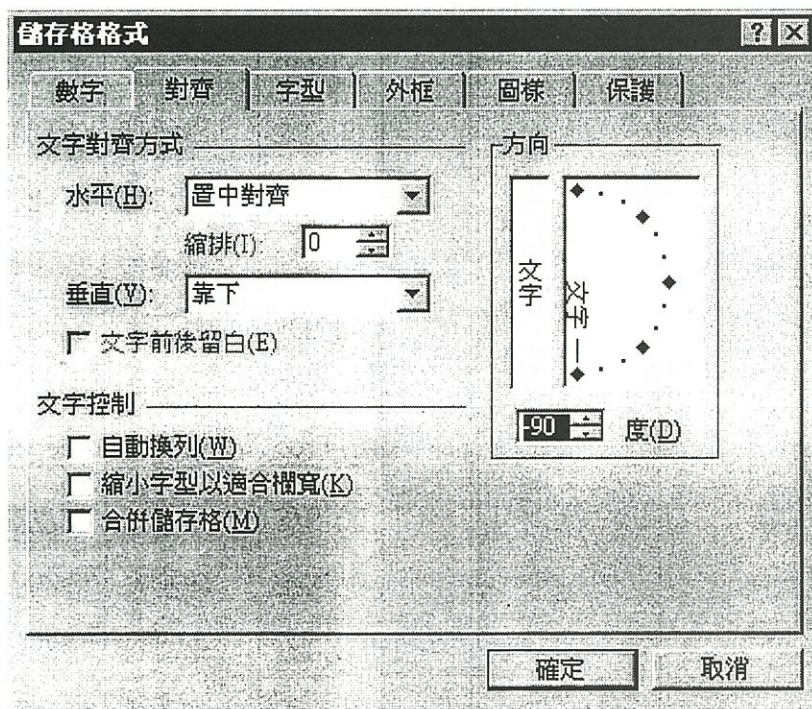 儲存格格式
數字 對齊 字型 外框 圖樣 保護
文字對齊方式
水平(H): 置中對齊
縮排(I): 0
垂直(V): 靠下
文字前後留白(E)
文字控制
自動換列(W)
縮小字型以適合欄寬(K)
合併儲存格(M)
方向
文字
文字
-90 度(D)
確定 取消